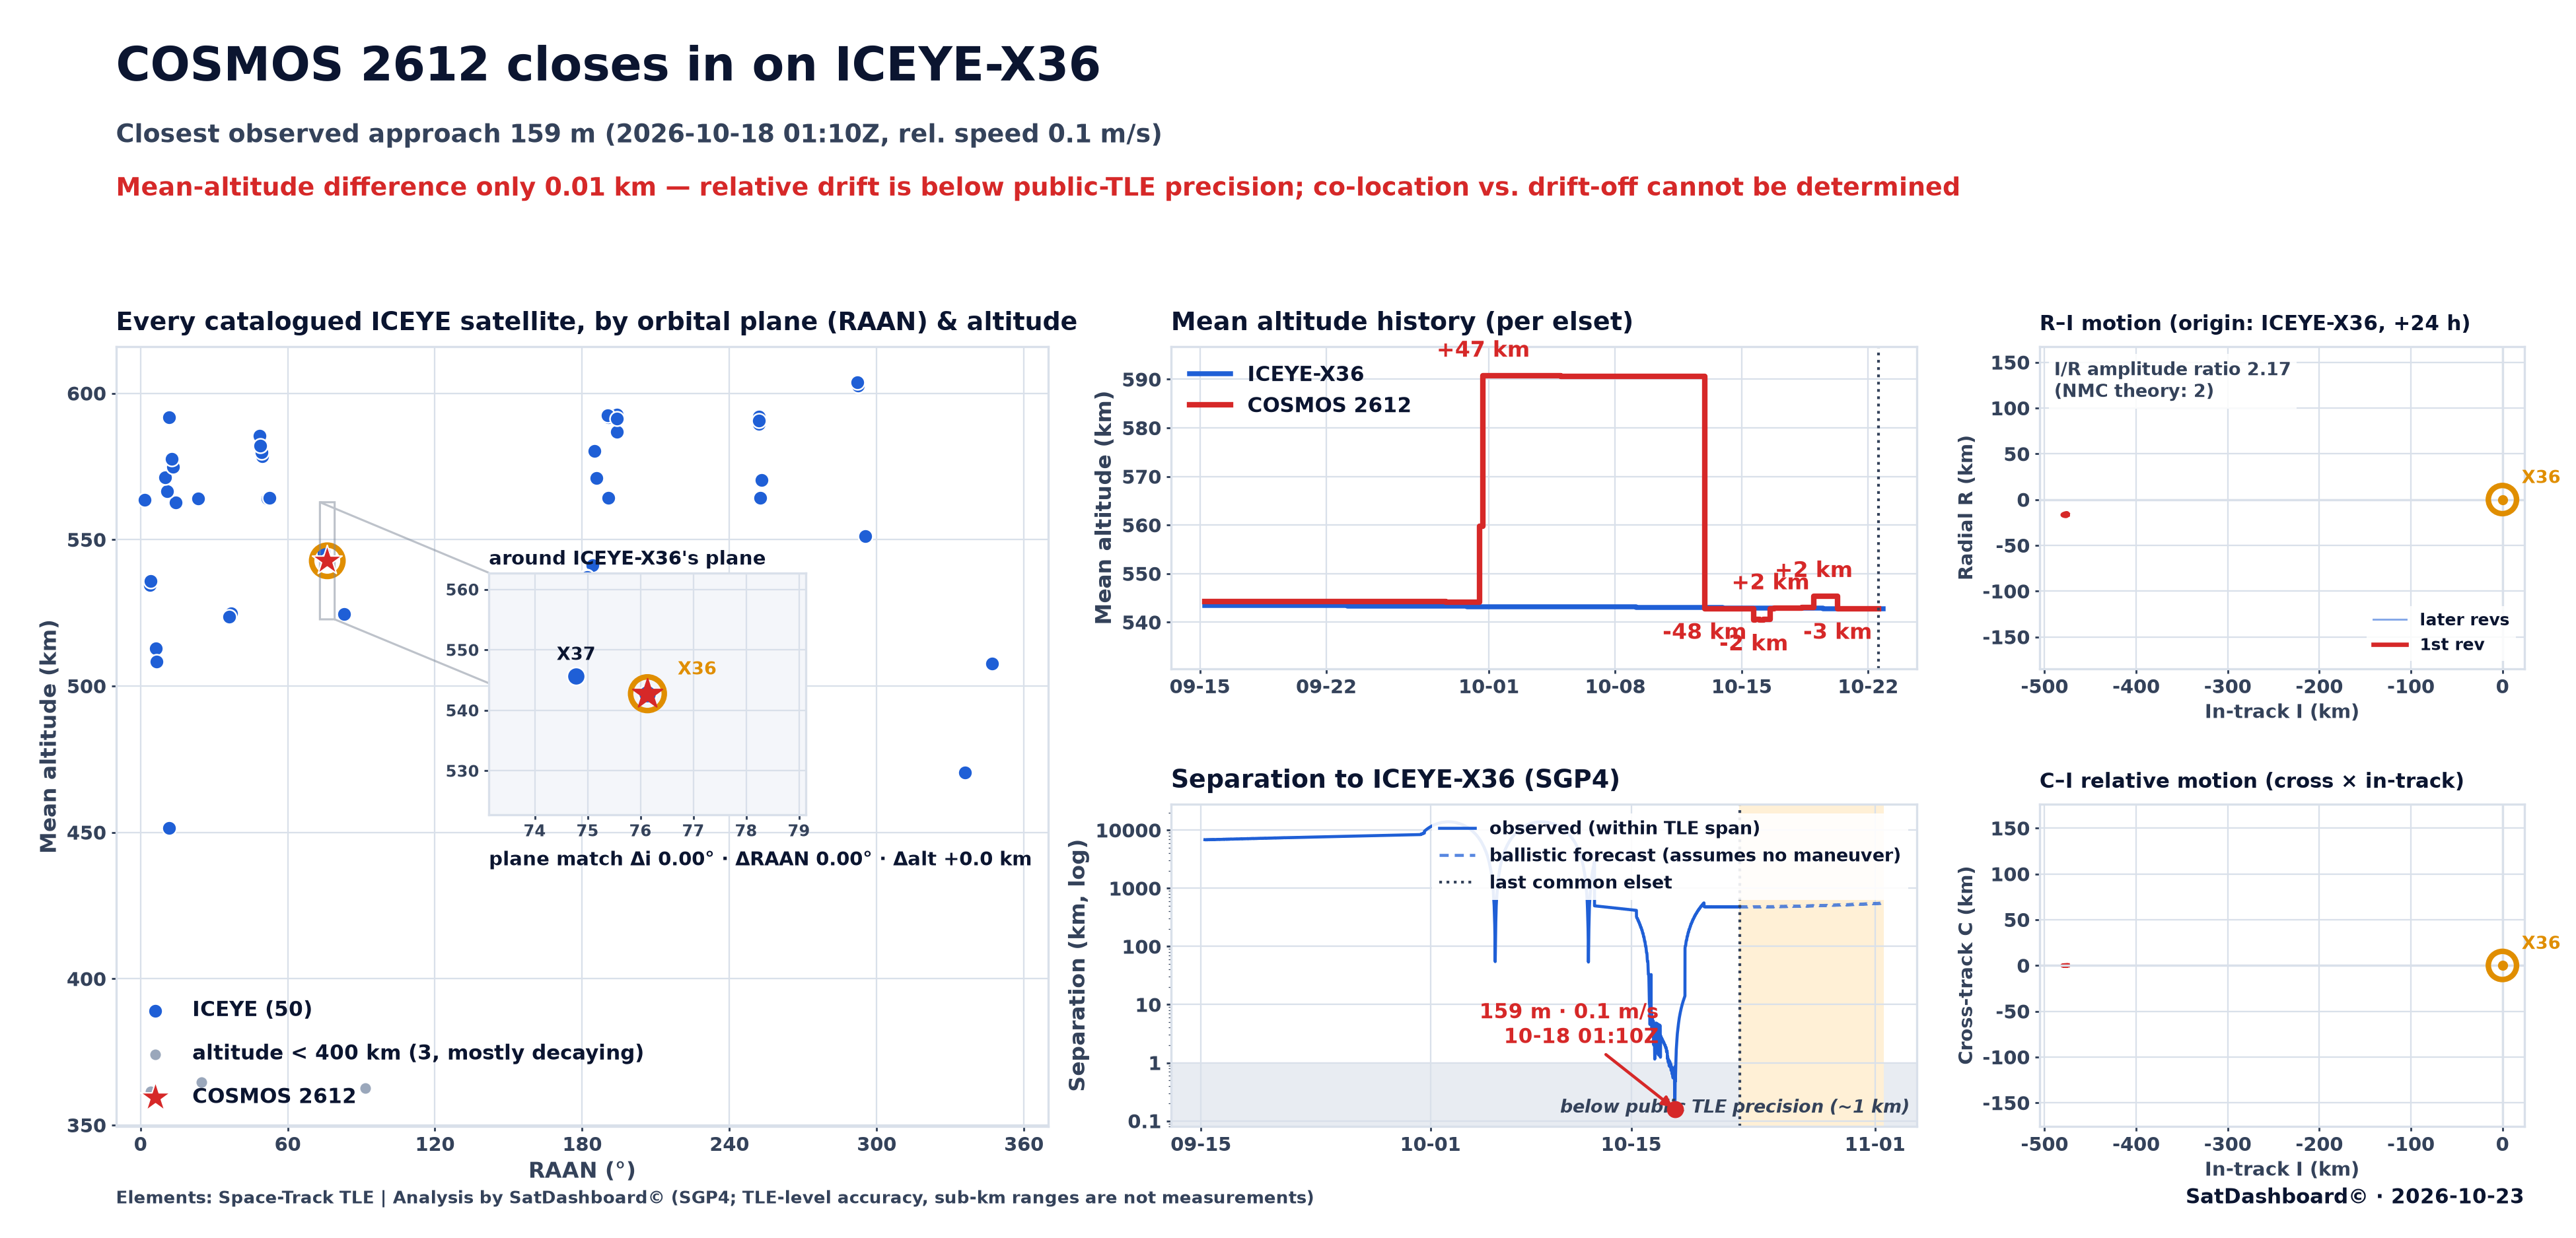 COSMOS 2612 closes in on ICEYE-X36
Closest observed approach 159 m (2026-10-18 01:10Z, rel. speed 0.1 m/s)
Mean-altitude difference only 0.01 km — relative drift is below public-TLE precision; co-location vs. drift-off cannot be determined
Every catalogued ICEYE satellite, by orbital plane (RAAN) & altitude
Mean altitude (km)
600
550
500
450
400
350
0 60 120 180 240 300 360
RAAN (°)
around ICEYE-X36's plane
560
550
540
530
X37
X36
74 75 76 77 78 79
plane match Δi 0.00° · ΔRAAN 0.00° · Δalt +0.0 km
ICEYE (50)
altitude < 400 km (3, mostly decaying)
COSMOS 2612
Mean altitude history (per elset)
Mean altitude (km)
590
580
570
560
550
540
ICEYE-X36
COSMOS 2612
+47 km
-48 km
+2 km
-2 km
+2 km
-3 km
09-15 09-22 10-01 10-08 10-15 10-22
Separation to ICEYE-X36 (SGP4)
Separation (km, log)
10000
1000
100
10
1
0.1
observed (within TLE span)
ballistic forecast (assumes no maneuver)
last common elset
159 m · 0.1 m/s
10-18 01:10Z
below public TLE precision (~1 km)
09-15 10-01 10-15 11-01
R–I motion (origin: ICEYE-X36, +24 h)
Radial R (km)
150
100
50
0
-50
-100
-150
I/R amplitude ratio 2.17
(NMC theory: 2)
X36
later revs
1st rev
-500 -400 -300 -200 -100 0
In-track I (km)
C–I relative motion (cross × in-track)
Cross-track C (km)
150
100
50
0
-50
-100
-150
X36
-500 -400 -300 -200 -100 0
In-track I (km)
Elements: Space-Track TLE | Analysis by SatDashboard© (SGP4; TLE-level accuracy, sub-km ranges are not measurements)
SatDashboard© · 2026-10-23